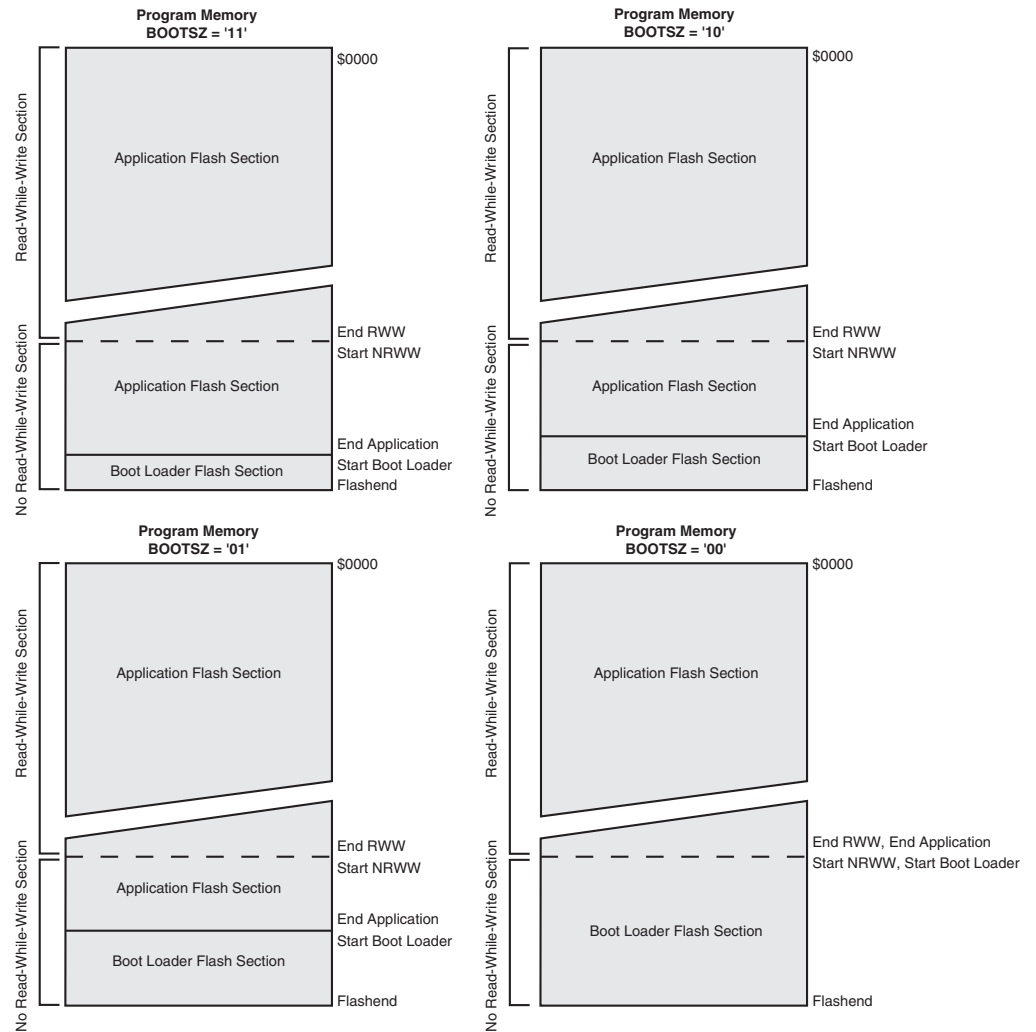 Program Memory
BOOTSZ = '11'
$0000
Read-While-Write Section
Application Flash Section
End RWW
Start NRWW
No Read-While-Write Section
Application Flash Section
End Application
Start Boot Loader
Boot Loader Flash Section
Flashend
Program Memory
BOOTSZ = '10'
$0000
Read-While-Write Section
Application Flash Section
End RWW
Start NRWW
No Read-While-Write Section
Application Flash Section
End Application
Start Boot Loader
Boot Loader Flash Section
Flashend
Program Memory
BOOTSZ = '01'
$0000
Read-While-Write Section
Application Flash Section
End RWW
Start NRWW
No Read-While-Write Section
Application Flash Section
End Application
Start Boot Loader
Boot Loader Flash Section
Flashend
Program Memory
BOOTSZ = '00'
$0000
Read-While-Write Section
Application Flash Section
End RWW, End Application
Start NRWW, Start Boot Loader
No Read-While-Write Section
Boot Loader Flash Section
Flashend